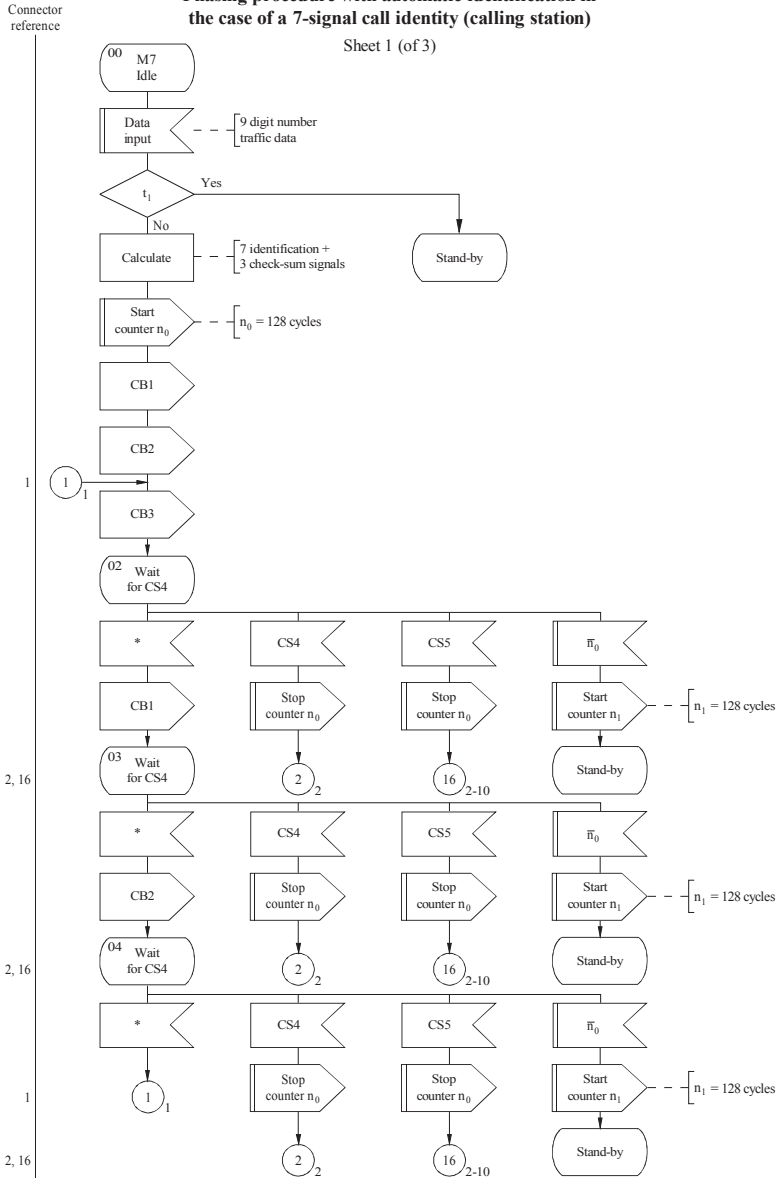 Phasing procedure with automatic identification in
the case of a 7-signal call identity (calling station)
Sheet 1 (of 3)
Connector
reference
00 M7
Idle
Data
input
9 digit number
traffic data
t1
Yes
No
Calculate
7 identification +
3 check-sum signals
Stand-by
Start
counter n0
n0 = 128 cycles
CB1
CB2
1
1
1
CB3
02 Wait
for CS4
*
CS4
CS5
n̅0
CB1
Stop
counter n0
Stop
counter n0
Start
counter n1
n1 = 128 cycles
2, 16
03 Wait
for CS4
2
2
16
2-10
Stand-by
*
CS4
CS5
n̅0
CB2
Stop
counter n0
Stop
counter n0
Start
counter n1
n1 = 128 cycles
2, 16
04 Wait
for CS4
2
2
16
2-10
Stand-by
*
CS4
CS5
n̅0
1
1
1
Stop
counter n0
Stop
counter n0
Start
counter n1
n1 = 128 cycles
2, 16
2
2
16
2-10
Stand-by